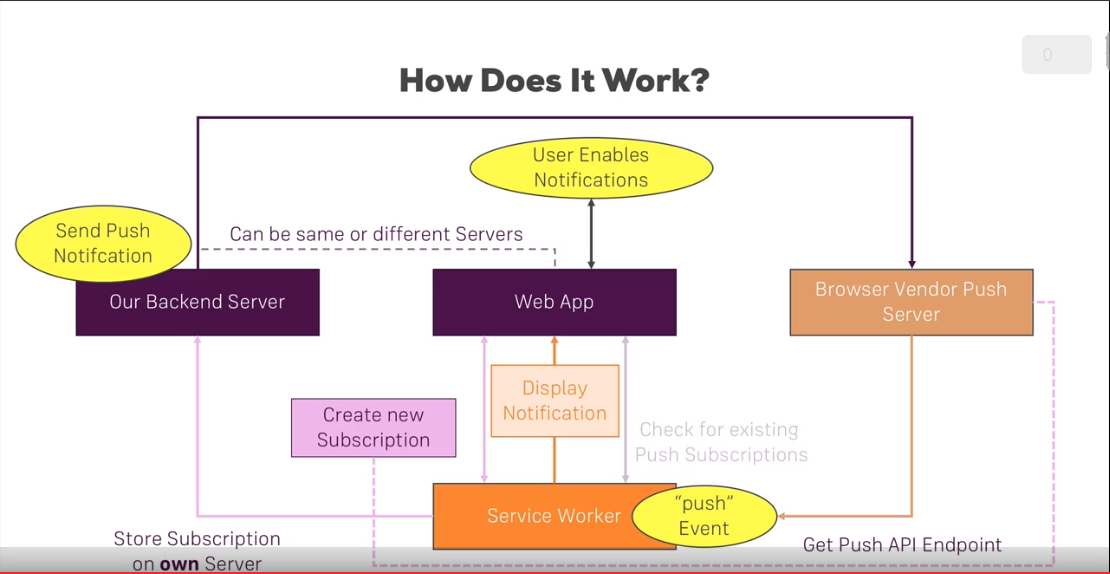 0
How Does It Work?
User Enables
Notifications
Send Push
Notifcation
Can be same or different Servers
Our Backend Server
Web App
Browser Vendor Push
Server
Display
Notification
Create new
Subscription
Check for existing
Push Subscriptions
Service Worker
“push”
Event
Store Subscription
on own Server
Get Push API Endpoint